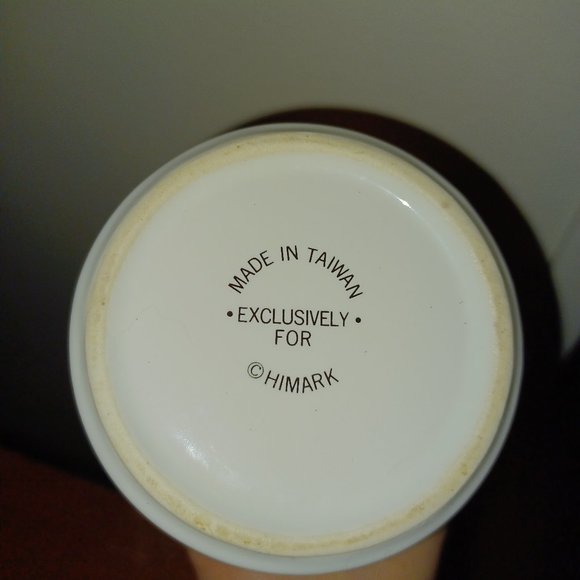 MADE IN TAIWAN
• EXCLUSIVELY •
FOR
©HIMARK